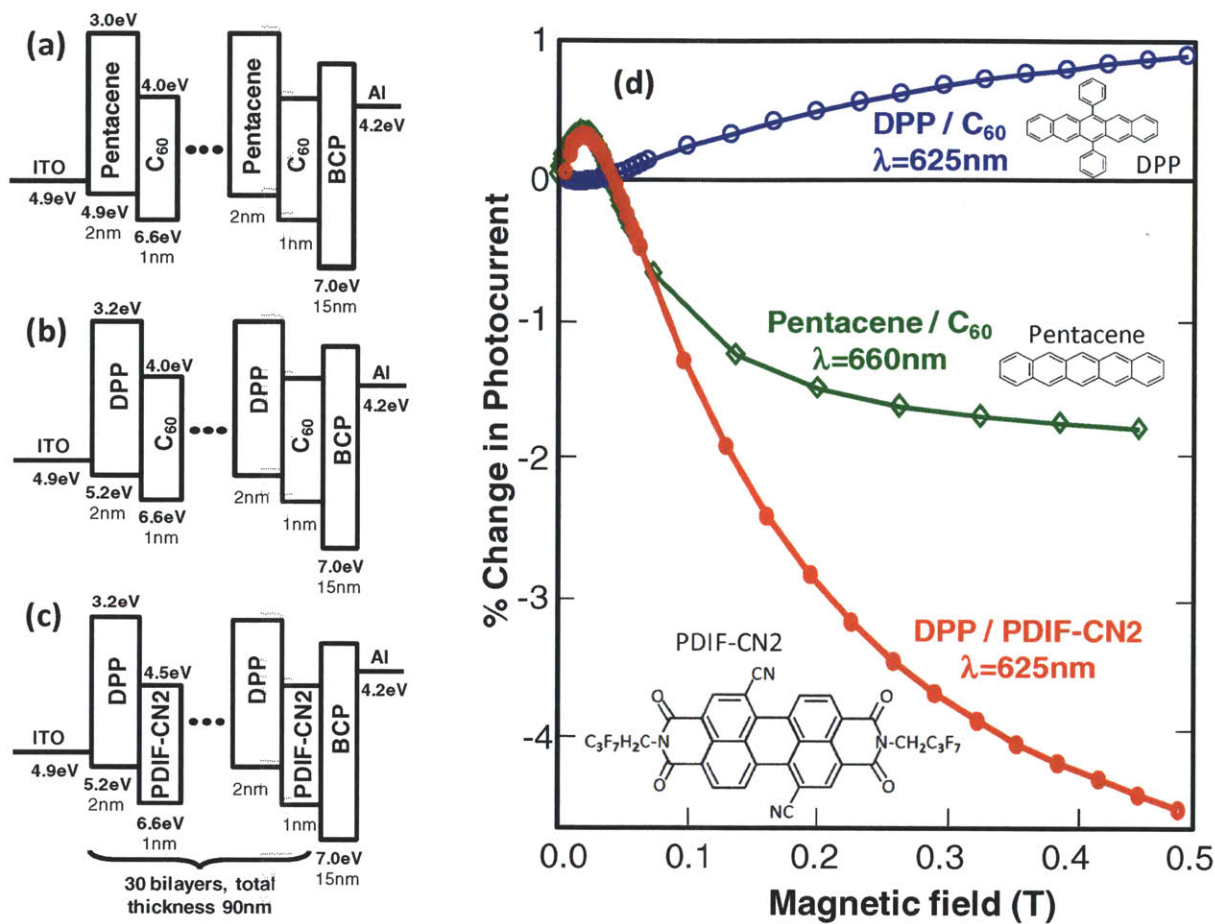 (a)
3.0eV
Pentacene
4.0eV
C60
Pentacene
C60
BCP
Al
4.2eV
ITO
4.9eV
4.9eV
2nm
6.6eV
1nm
2nm
1nm
7.0eV
15nm
(b)
3.2eV
DPP
4.0eV
C60
DPP
C60
BCP
Al
4.2eV
ITO
4.9eV
5.2eV
2nm
6.6eV
1nm
2nm
1nm
7.0eV
15nm
(c)
3.2eV
DPP
4.5eV
PDIF-CN2
DPP
PDIF-CN2
BCP
Al
4.2eV
ITO
4.9eV
5.2eV
2nm
6.6eV
1nm
2nm
1nm
7.0eV
15nm
30 bilayers, total
thickness 90nm
(d)
% Change in Photocurrent
1
0
-1
-2
-3
-4
0.0
0.1
0.2
0.3
0.4
0.5
Magnetic field (T)
DPP / C60
λ=625nm
DPP
Pentacene / C60
λ=660nm
Pentacene
DPP / PDIF-CN2
λ=625nm
PDIF-CN2
CN
O
O
C3F7H2C-N
N-CH2C3F7
O
O
NC